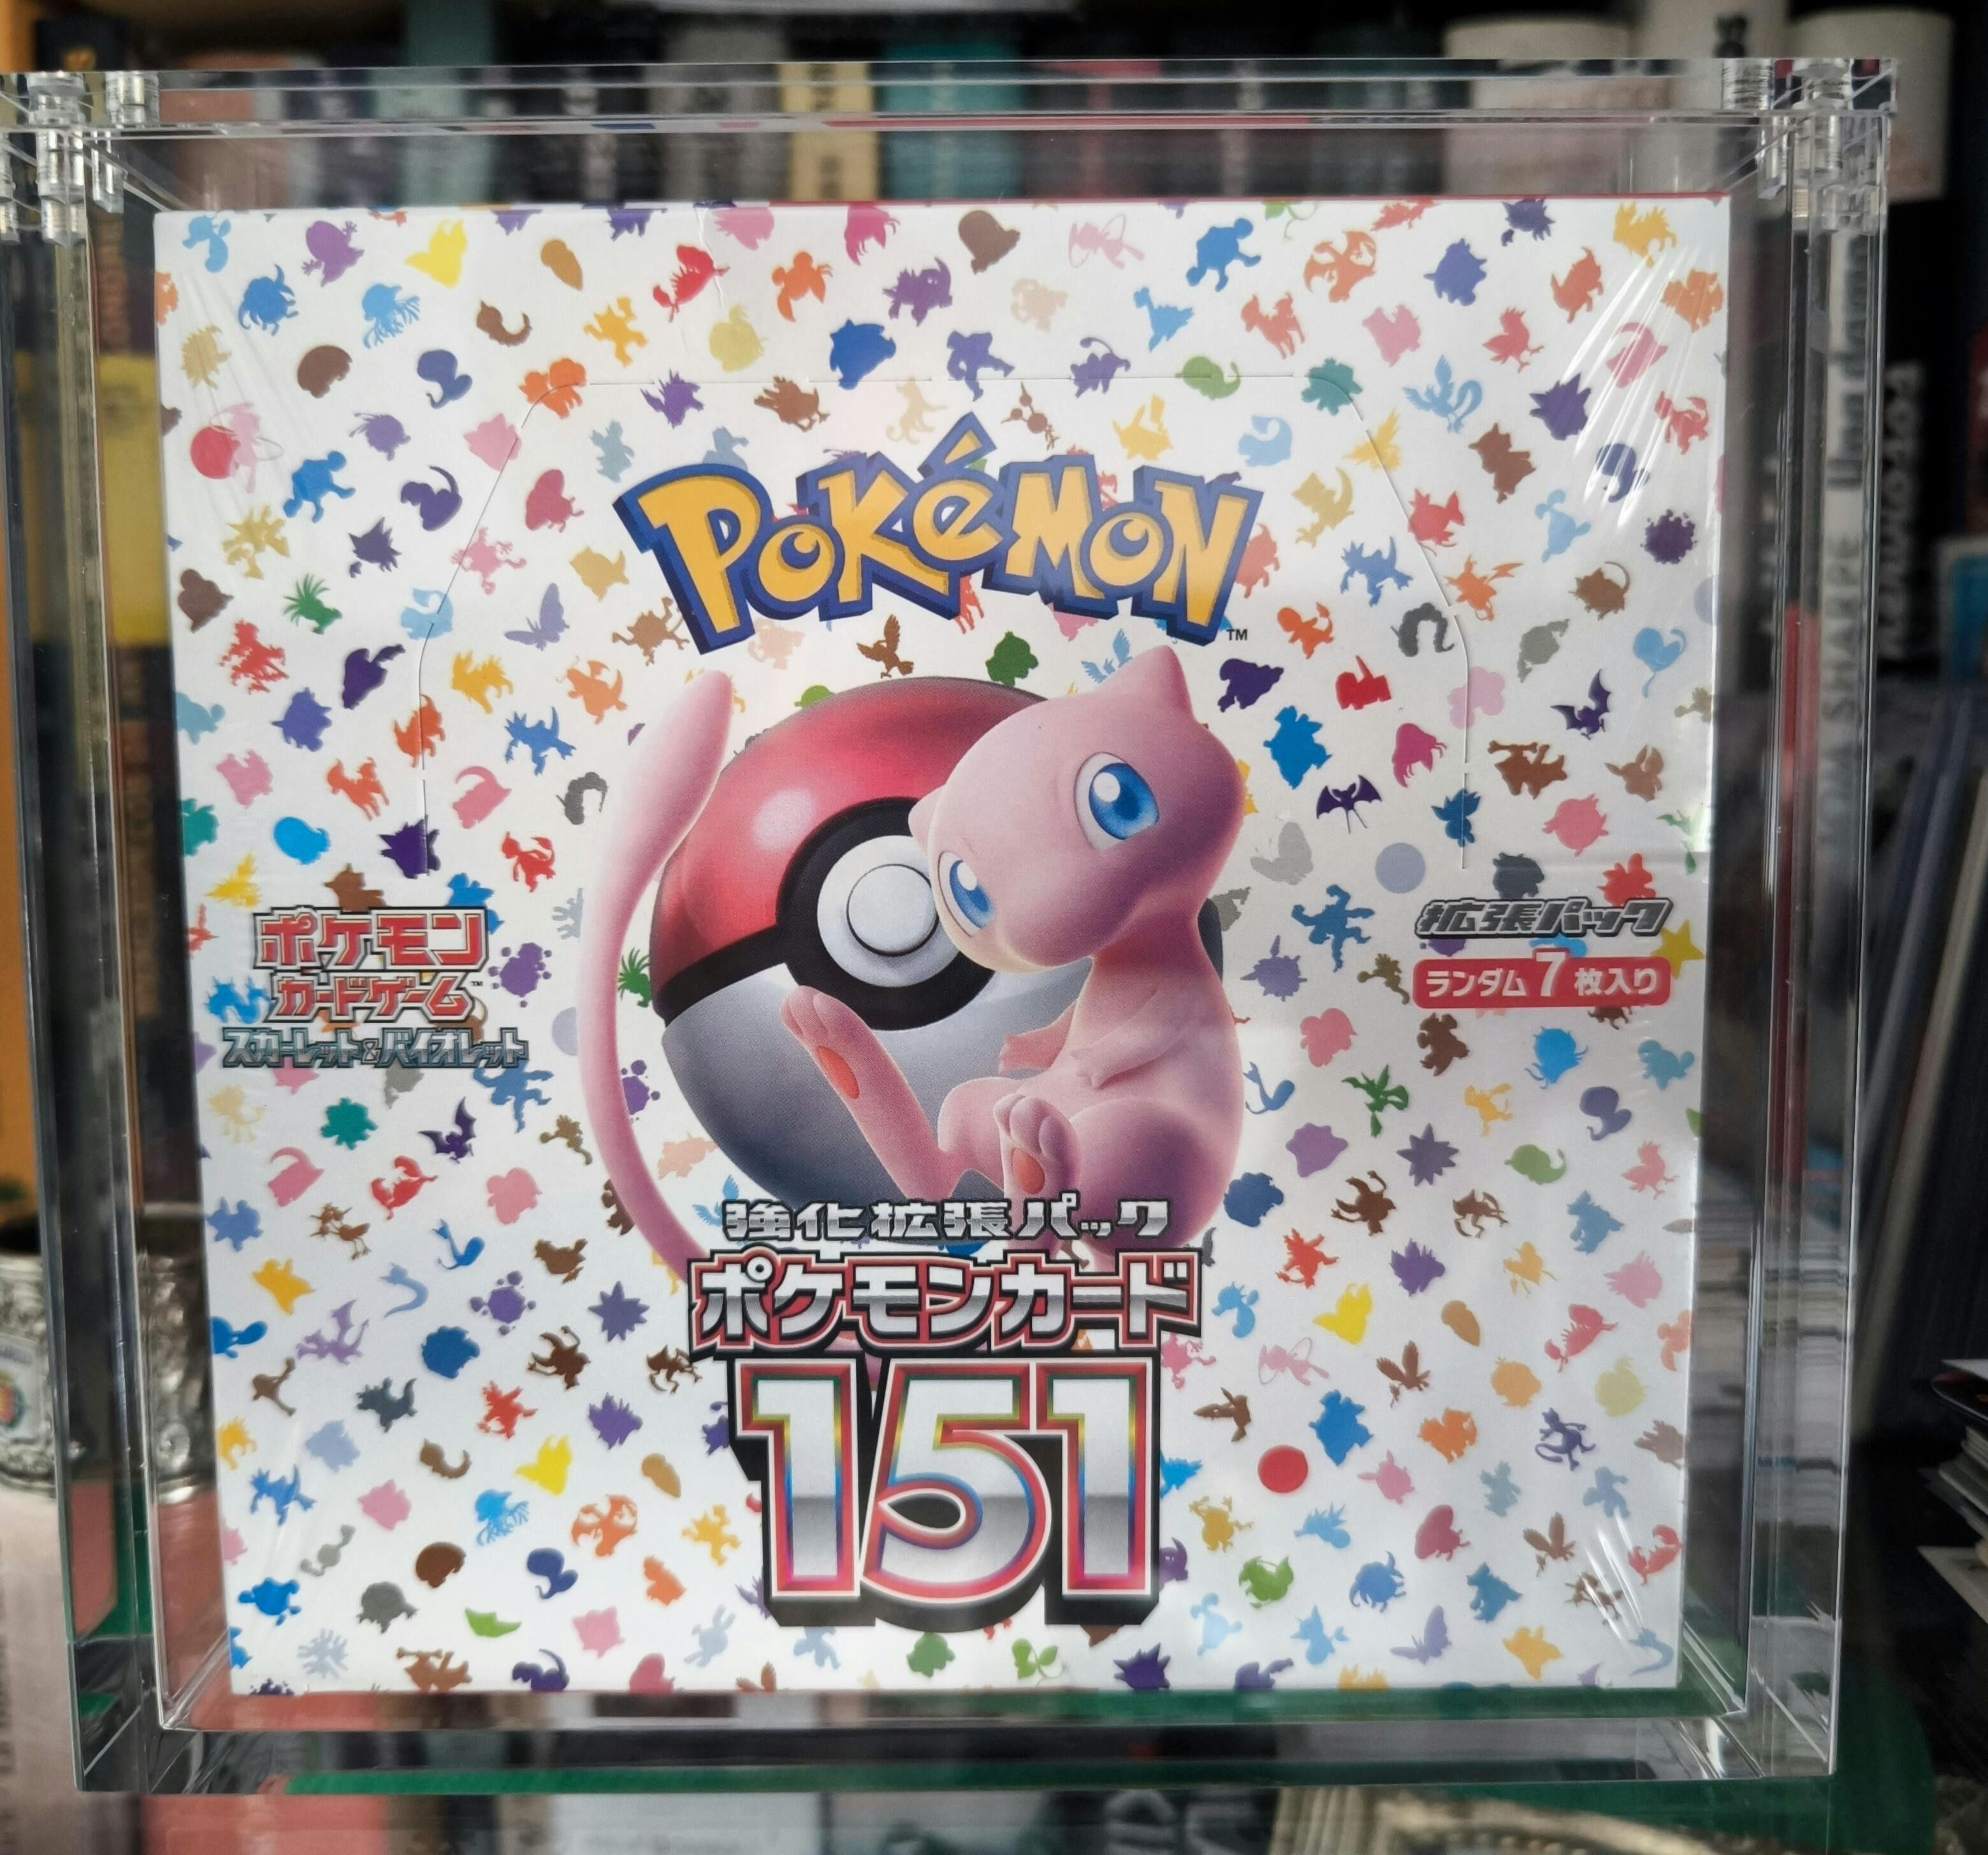 POKéMON
TM
ポケモン
カードゲーム
TM
スカーレット&バイオレット
拡張パック
ランダム7枚入り
強化拡張パック
ポケモンカード
151